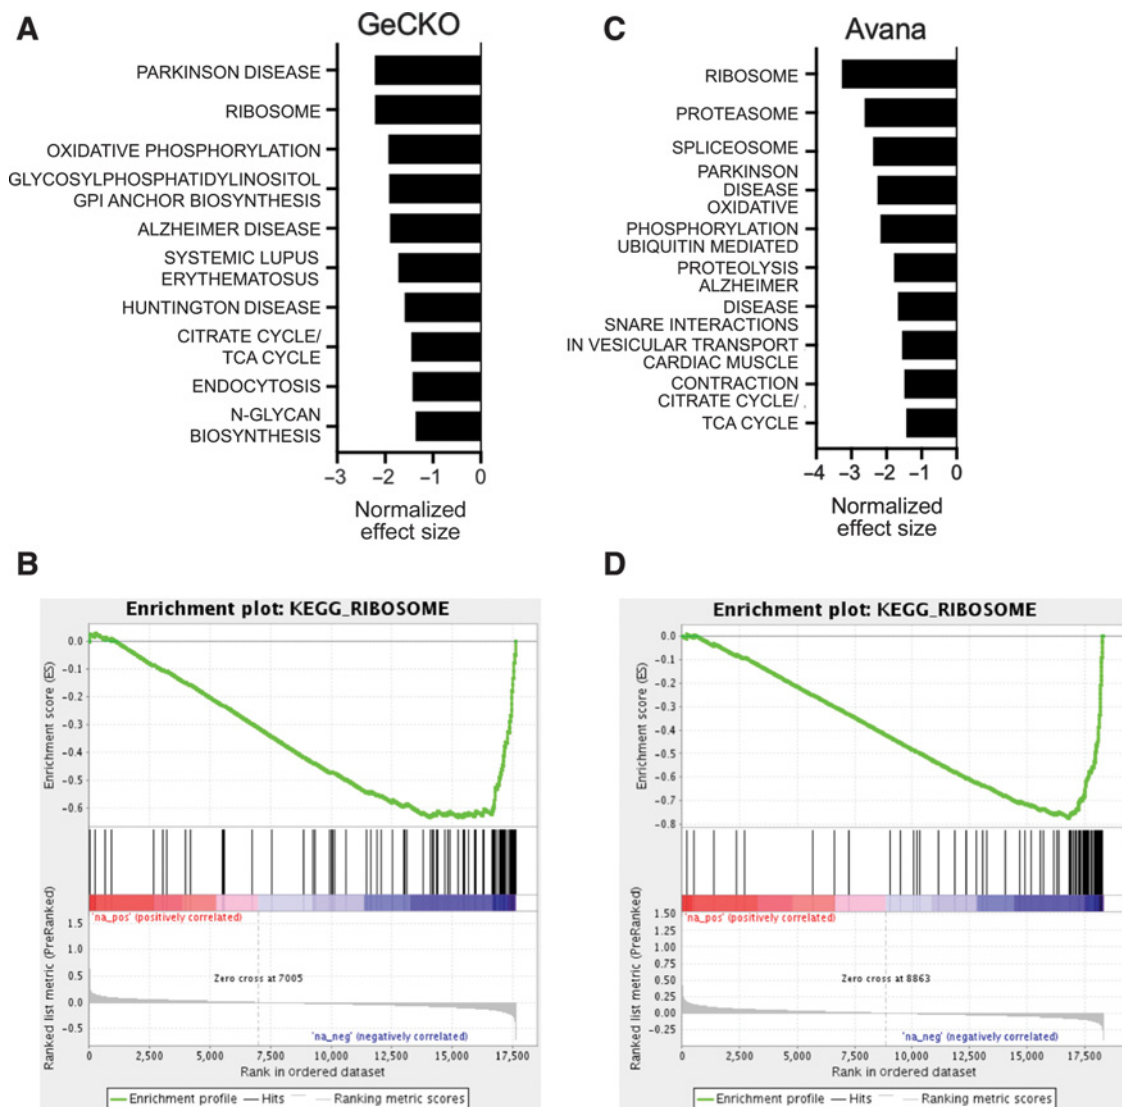 A
GeCKO
PARKINSON DISEASE
RIBOSOME
OXIDATIVE PHOSPHORYLATION
GLYCOSYLPHOSPHATIDYLINOSITOL
GPI ANCHOR BIOSYNTHESIS
ALZHEIMER DISEASE
SYSTEMIC LUPUS
ERYTHEMATOSUS
HUNTINGTON DISEASE
CITRATE CYCLE/
TCA CYCLE
ENDOCYTOSIS
N-GLYCAN
BIOSYNTHESIS
−3 −2 −1 0
Normalized
effect size
C
Avana
RIBOSOME
PROTEASOME
SPLICEOSOME
PARKINSON
DISEASE
OXIDATIVE
PHOSPHORYLATION
UBIQUITIN MEDIATED
PROTEOLYSIS
ALZHEIMER
DISEASE
SNARE INTERACTIONS
IN VESICULAR TRANSPORT
CARDIAC MUSCLE
CONTRACTION
CITRATE CYCLE/
TCA CYCLE
−4 −3 −2 −1 0
Normalized
effect size
B
Enrichment plot: KEGG_RIBOSOME
Enrichment score (ES)
0.0
-0.1
-0.2
-0.3
-0.4
-0.5
-0.6
'na_pos' (positively correlated)
Ranked list metric (PreRanked)
1.5
1.0
0.5
0.0
-0.5
Zero cross at 7005
'na_neg' (negatively correlated)
0 2,500 5,000 7,500 10,000 12,500 15,000 17,500
Rank in ordered dataset
Enrichment profile Hits Ranking metric scores
D
Enrichment plot: KEGG_RIBOSOME
Enrichment score (ES)
0.0
-0.1
-0.2
-0.3
-0.4
-0.5
-0.6
-0.7
-0.8
'na_pos' (positively correlated)
Ranked list metric (PreRanked)
1.50
1.25
1.00
0.75
0.50
0.25
0.00
-0.25
Zero cross at 8863
'na_neg' (negatively correlated)
0 2,500 5,000 7,500 10,000 12,500 15,000 17,500
Rank in ordered dataset
Enrichment profile Hits Ranking metric scores